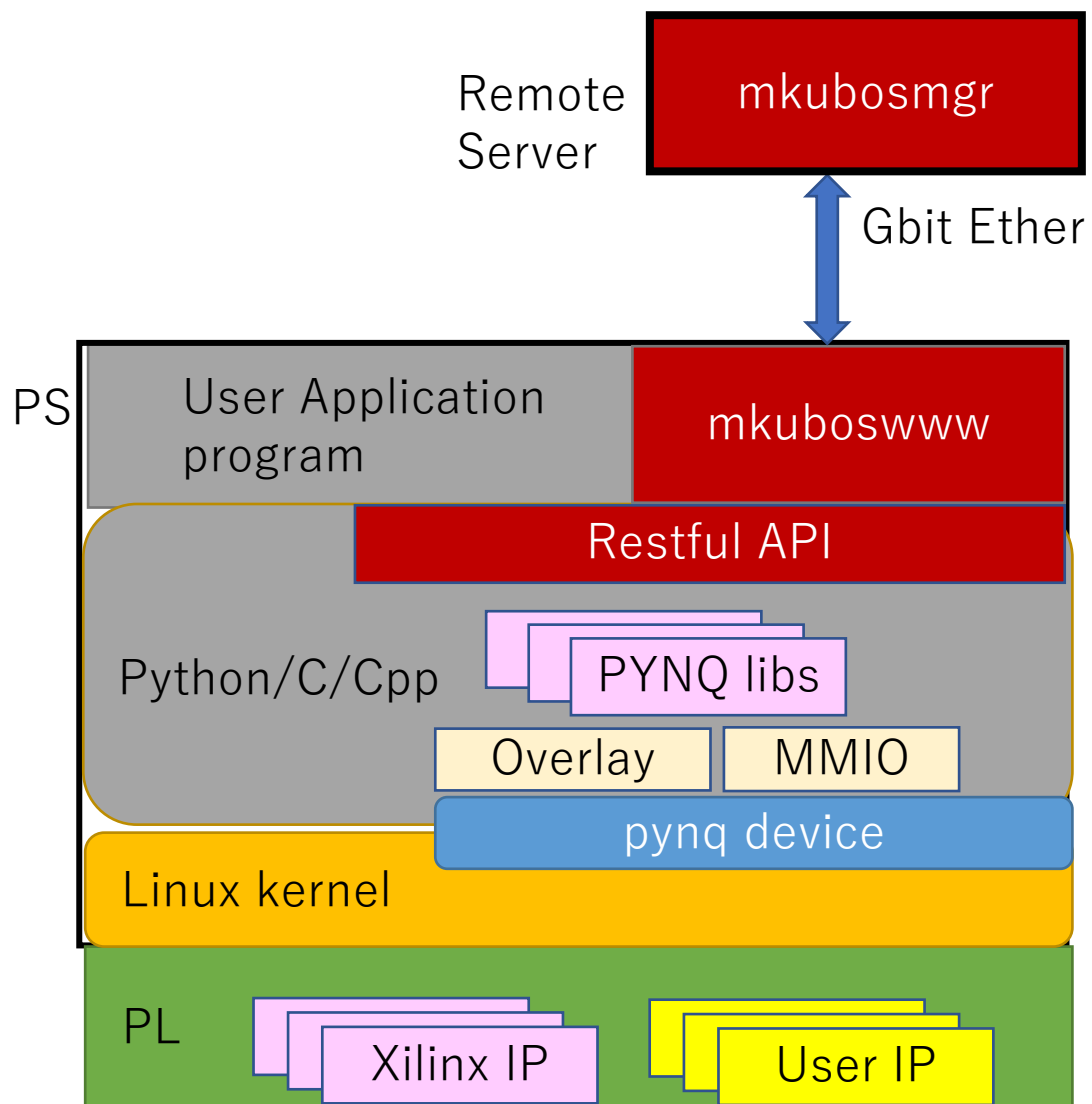 Remote
Server
mkubosmgr
Gbit Ether
PS
User Application
program
mkuboswww
Restful API
Python/C/Cpp
PYNQ libs
Overlay
MMIO
pynq device
Linux kernel
PL
Xilinx IP
User IP